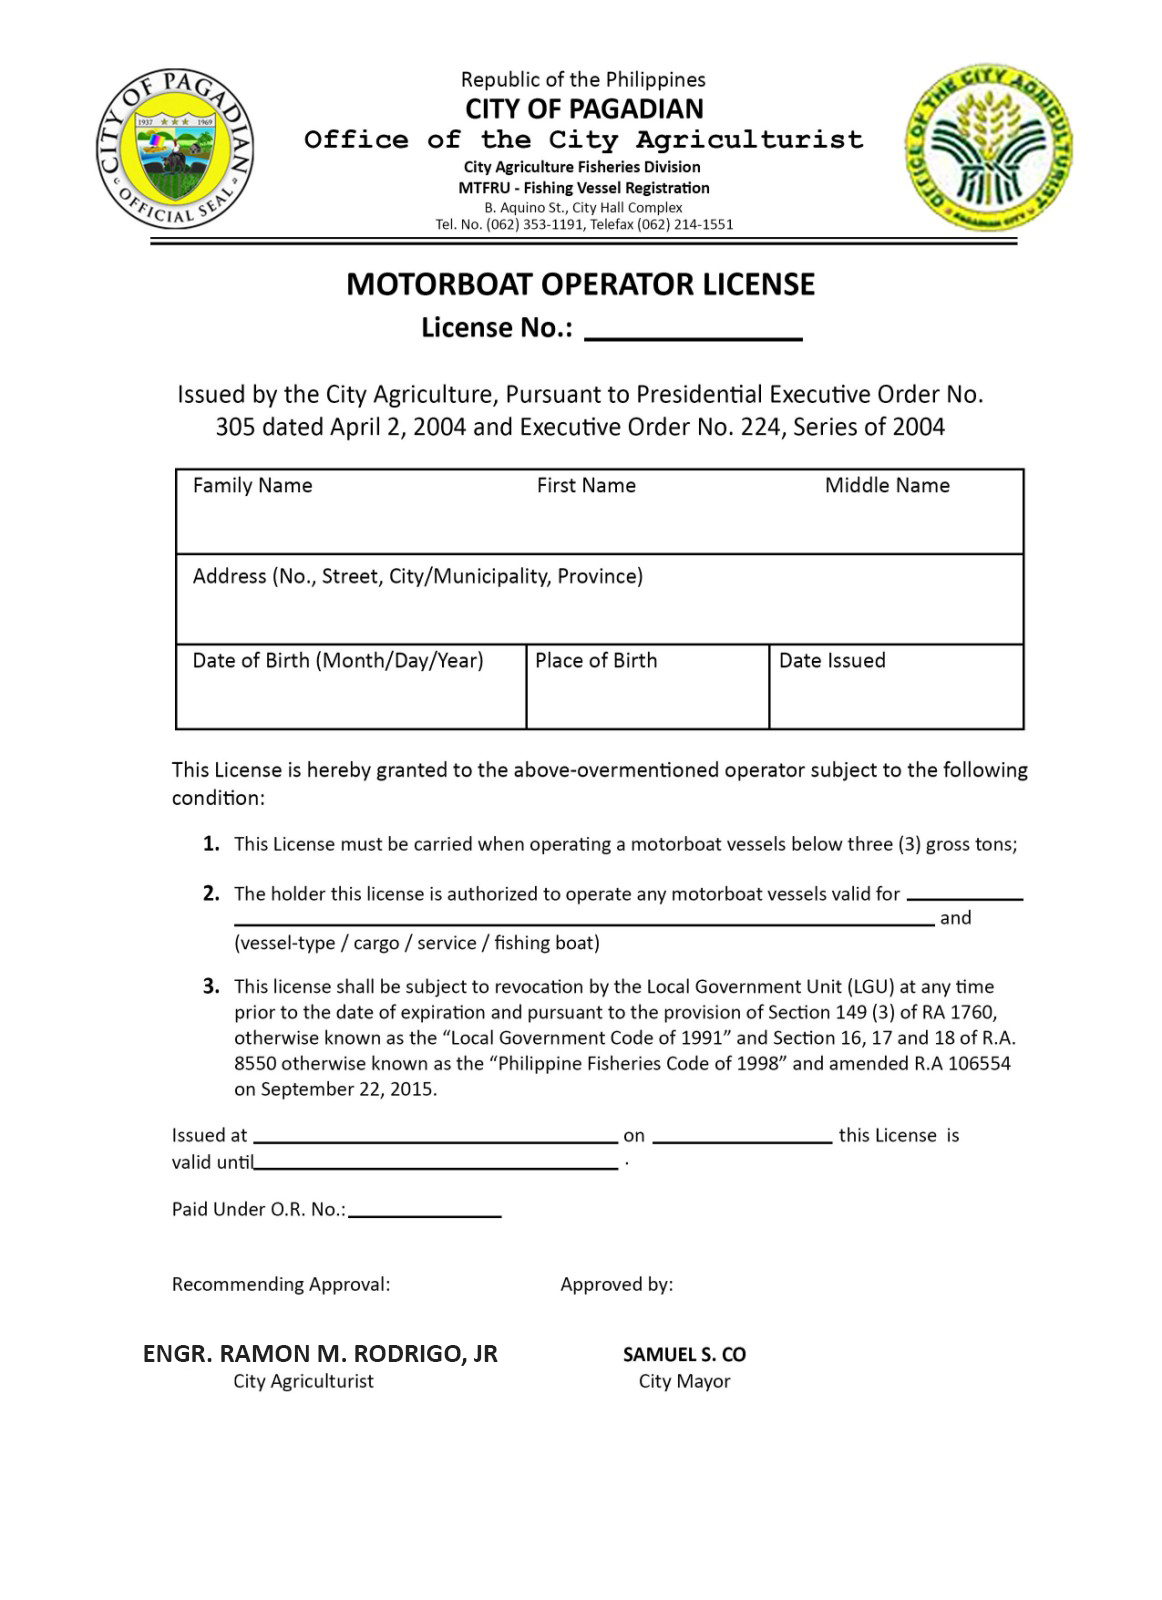 CITY OF PAGADIAN
1937 ★ ★ ★ 1969
OFFICIAL SEAL
Republic of the Philippines
CITY OF PAGADIAN
Office of the City Agriculturist
City Agriculture Fisheries Division
MTFRU - Fishing Vessel Registration
B. Aquino St., City Hall Complex
Tel. No. (062) 353-1191, Telefax (062) 214-1551
OFFICE OF THE CITY AGRICULTURIST
PAGADIAN CITY
MOTORBOAT OPERATOR LICENSE
License No.: ____________
Issued by the City Agriculture, Pursuant to Presidential Executive Order No.
305 dated April 2, 2004 and Executive Order No. 224, Series of 2004
Family Name First Name Middle Name
Address (No., Street, City/Municipality, Province)
Date of Birth (Month/Day/Year) Place of Birth Date Issued
This License is hereby granted to the above-overmentioned operator subject to the following
condition:
1. This License must be carried when operating a motorboat vessels below three (3) gross tons;
2. The holder this license is authorized to operate any motorboat vessels valid for ____________
____________ and
(vessel-type / cargo / service / fishing boat)
3. This license shall be subject to revocation by the Local Government Unit (LGU) at any time
prior to the date of expiration and pursuant to the provision of Section 149 (3) of RA 1760,
otherwise known as the “Local Government Code of 1991” and Section 16, 17 and 18 of R.A.
8550 otherwise known as the “Philippine Fisheries Code of 1998” and amended R.A 106554
on September 22, 2015.
Issued at ____________ on ____________ this License is
valid until____________ .
Paid Under O.R. No.:____________
Recommending Approval: Approved by:
ENGR. RAMON M. RODRIGO, JR SAMUEL S. CO
City Agriculturist City Mayor